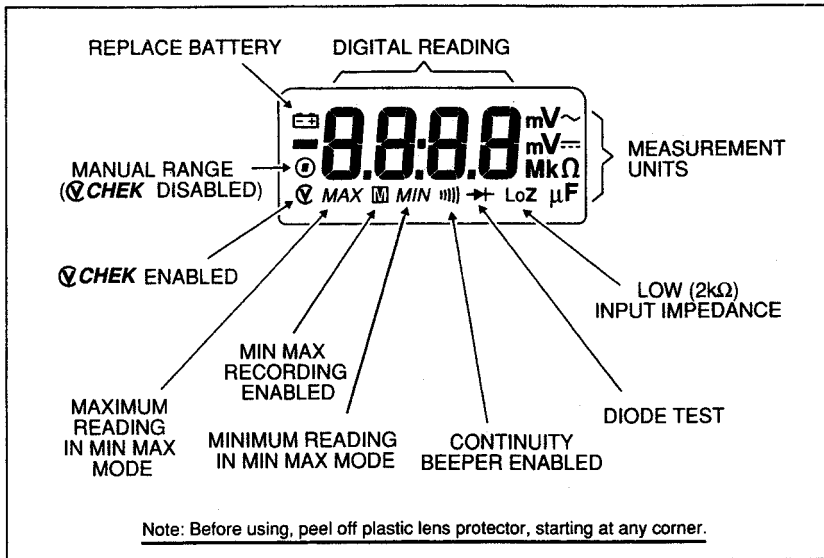 REPLACE BATTERY
DIGITAL READING
8.8.8.8
mV~
mV
MkΩ
MAX M MIN LoZ µF
MEASUREMENT
UNITS
MANUAL RANGE
(VCHEK DISABLED)
VCHEK ENABLED
LOW (2kΩ)
INPUT IMPEDANCE
MIN MAX
RECORDING
ENABLED
DIODE TEST
MAXIMUM
READING
IN MIN MAX
MODE
MINIMUM READING
IN MIN MAX MODE
CONTINUITY
BEEPER ENABLED
Note: Before using, peel off plastic lens protector, starting at any corner.